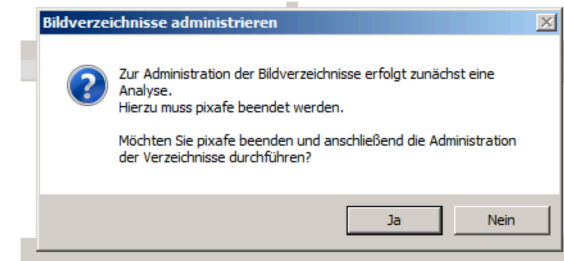 Bildverzeichnisse administrieren
Zur Administration der Bildverzeichnisse erfolgt zunächst eine
Analyse.
Hierzu muss pixafe beendet werden.
Möchten Sie pixafe beenden und anschließend die Administration
der Verzeichnisse durchführen?
Ja
Nein